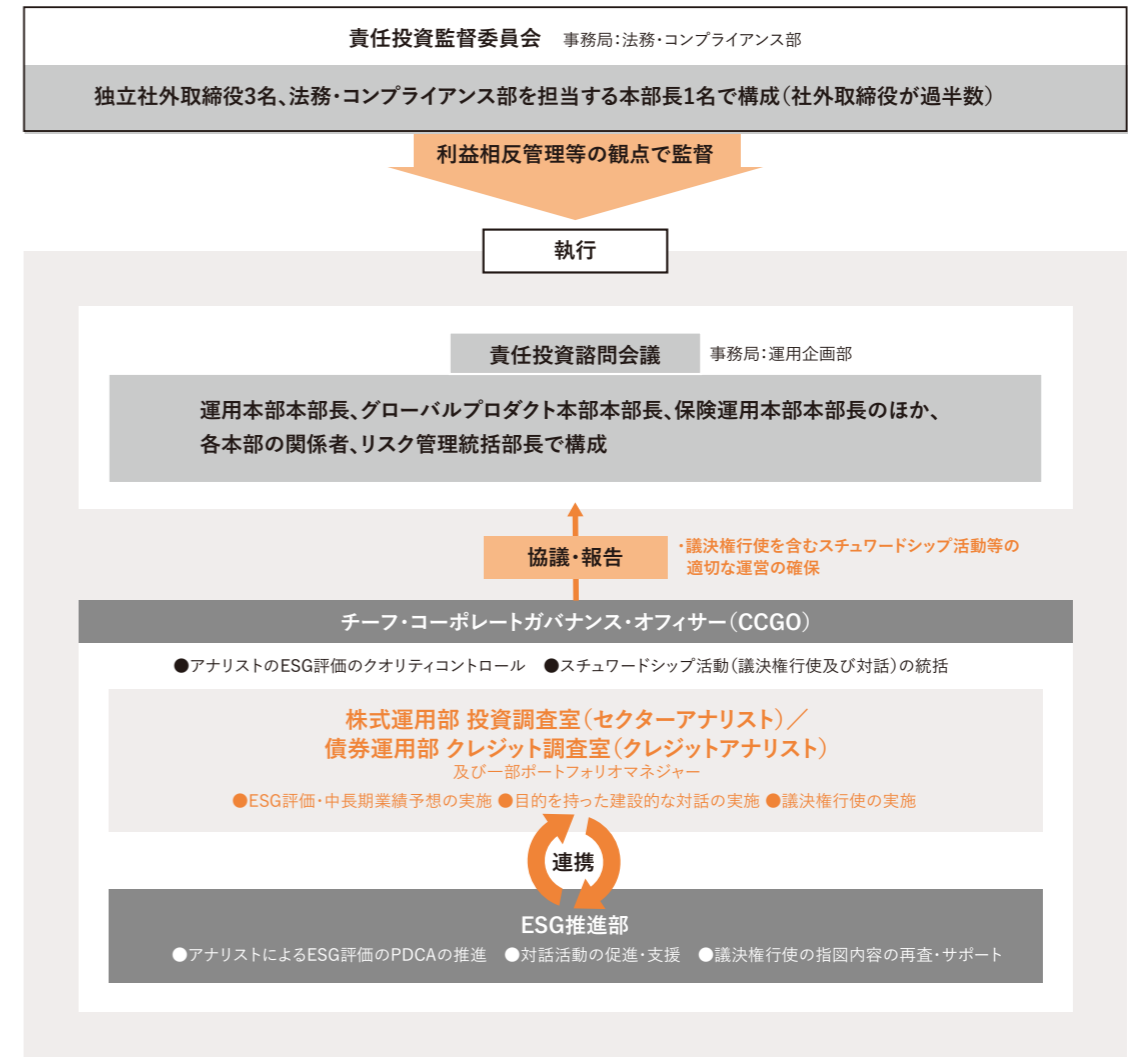 責任投資監督委員会 事務局：法務・コンプライアンス部
独立社外取締役3名、法務・コンプライアンス部を担当する本部長1名で構成（社外取締役が過半数）
利益相反管理等の観点で監督
執行
責任投資諮問会議 事務局：運用企画部
運用本部本部長、グローバルプロダクト本部本部長、保険運用本部本部長のほか、
各本部の関係者、リスク管理統括部長で構成
協議・報告
・議決権行使を含むスチュワードシップ活動等の
適切な運営の確保
チーフ・コーポレートガバナンス・オフィサー（CCGO）
●アナリストのESG評価のクオリティコントロール ●スチュワードシップ活動（議決権行使及び対話）の統括
株式運用部 投資調査室（セクターアナリスト）／
債券運用部 クレジット調査室（クレジットアナリスト）
及び一部ポートフォリオマネジャー
●ESG評価・中長期業績予想の実施 ●目的を持った建設的な対話の実施 ●議決権行使の実施
連携
ESG推進部
●アナリストによるESG評価のPDCAの推進 ●対話活動の促進・支援 ●議決権行使の指図内容の再査・サポート